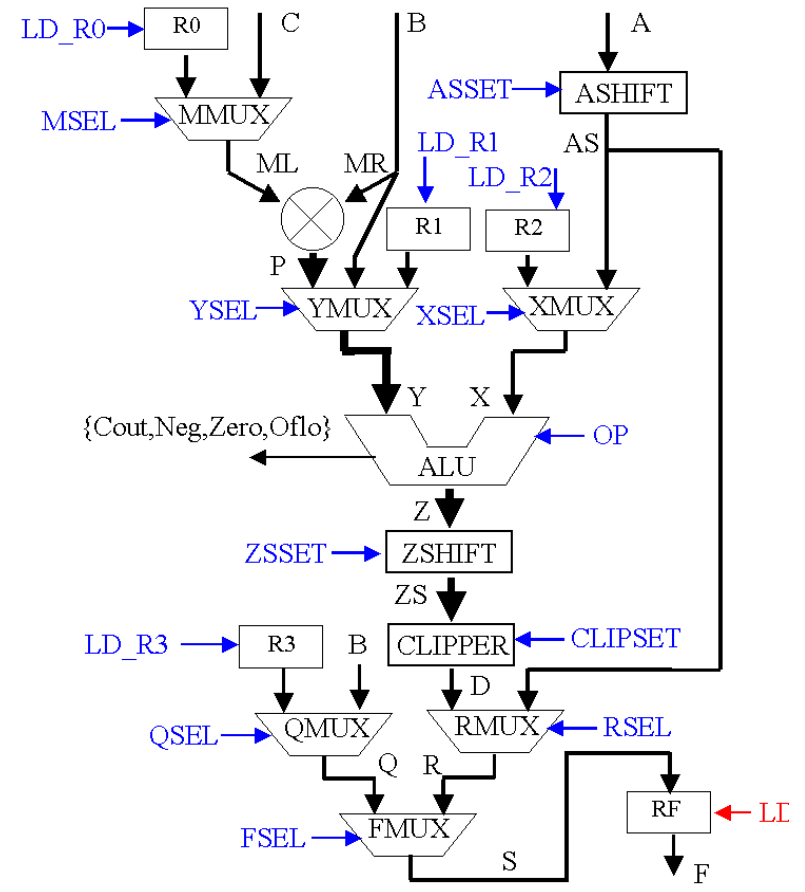 LD_R0
R0
C
B
A
ASSET
ASHIFT
MSEL
MMUX
AS
LD_R1
ML
MR
LD_R2
R1
R2
P
YSEL
YMUX
XSEL
XMUX
Y
X
{Cout,Neg,Zero,Oflo}
OP
ALU
Z
ZSSET
ZSHIFT
ZS
LD_R3
R3
B
CLIPPER
CLIPSET
D
QSEL
QMUX
RMUX
RSEL
Q
R
FSEL
FMUX
RF
LD
S
F